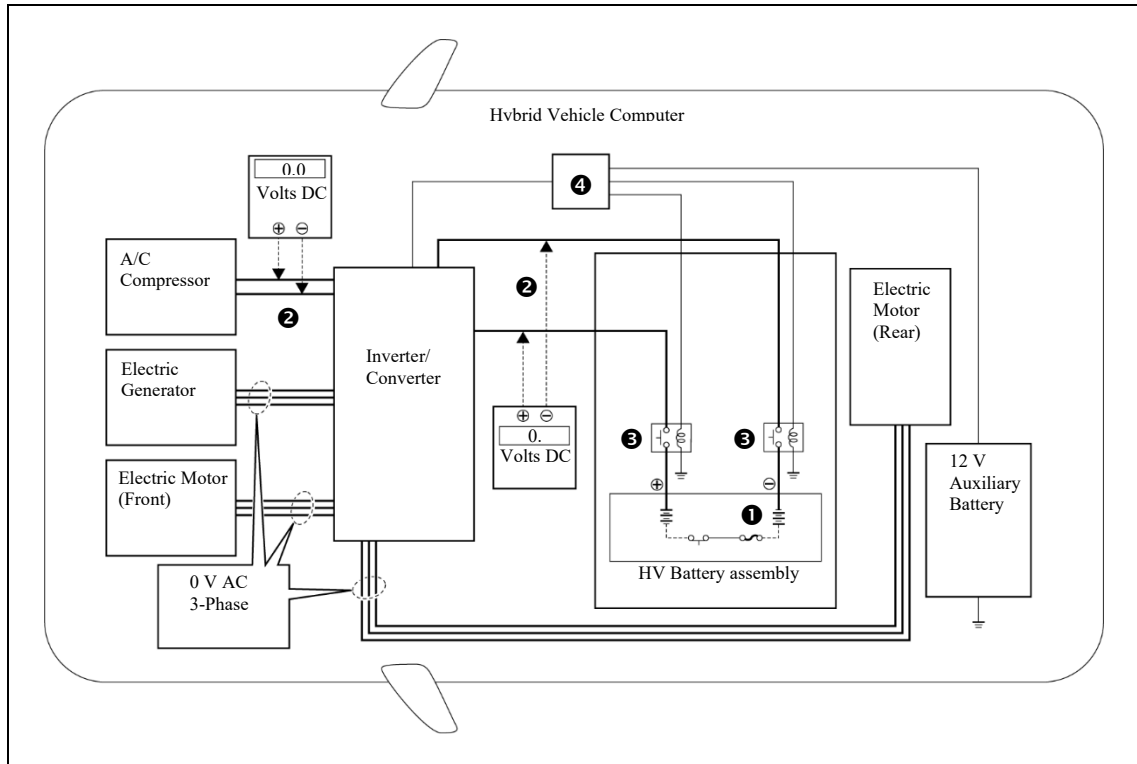 Hybrid Vehicle Computer
0.0
Volts DC
❹
A/C
Compressor
❷
❷
Electric
Motor
(Rear)
Inverter/
Converter
Electric
Generator
⊕ ⊖
0.
Volts DC
❸
❸
Electric Motor
(Front)
12 V
Auxiliary
Battery
❶
HV Battery assembly
0 V AC
3-Phase